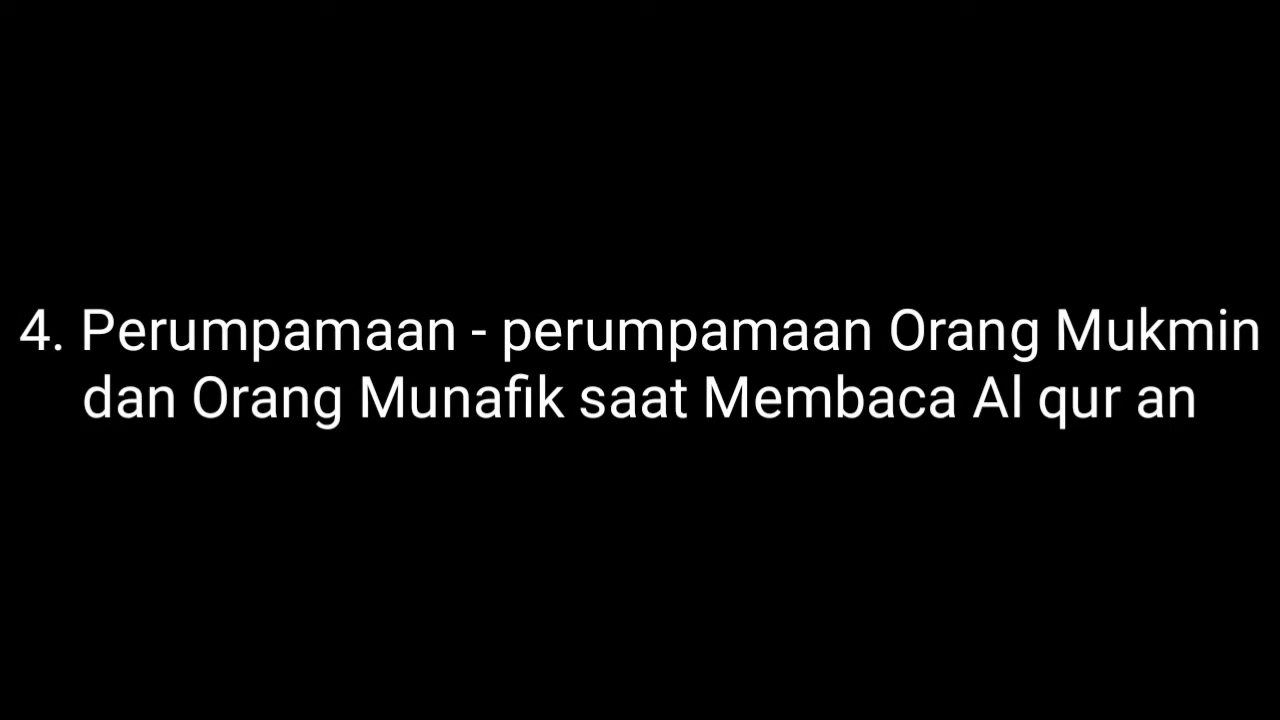 4. Perumpamaan - perumpamaan Orang Mukmin
dan Orang Munafik saat Membaca Al qur an